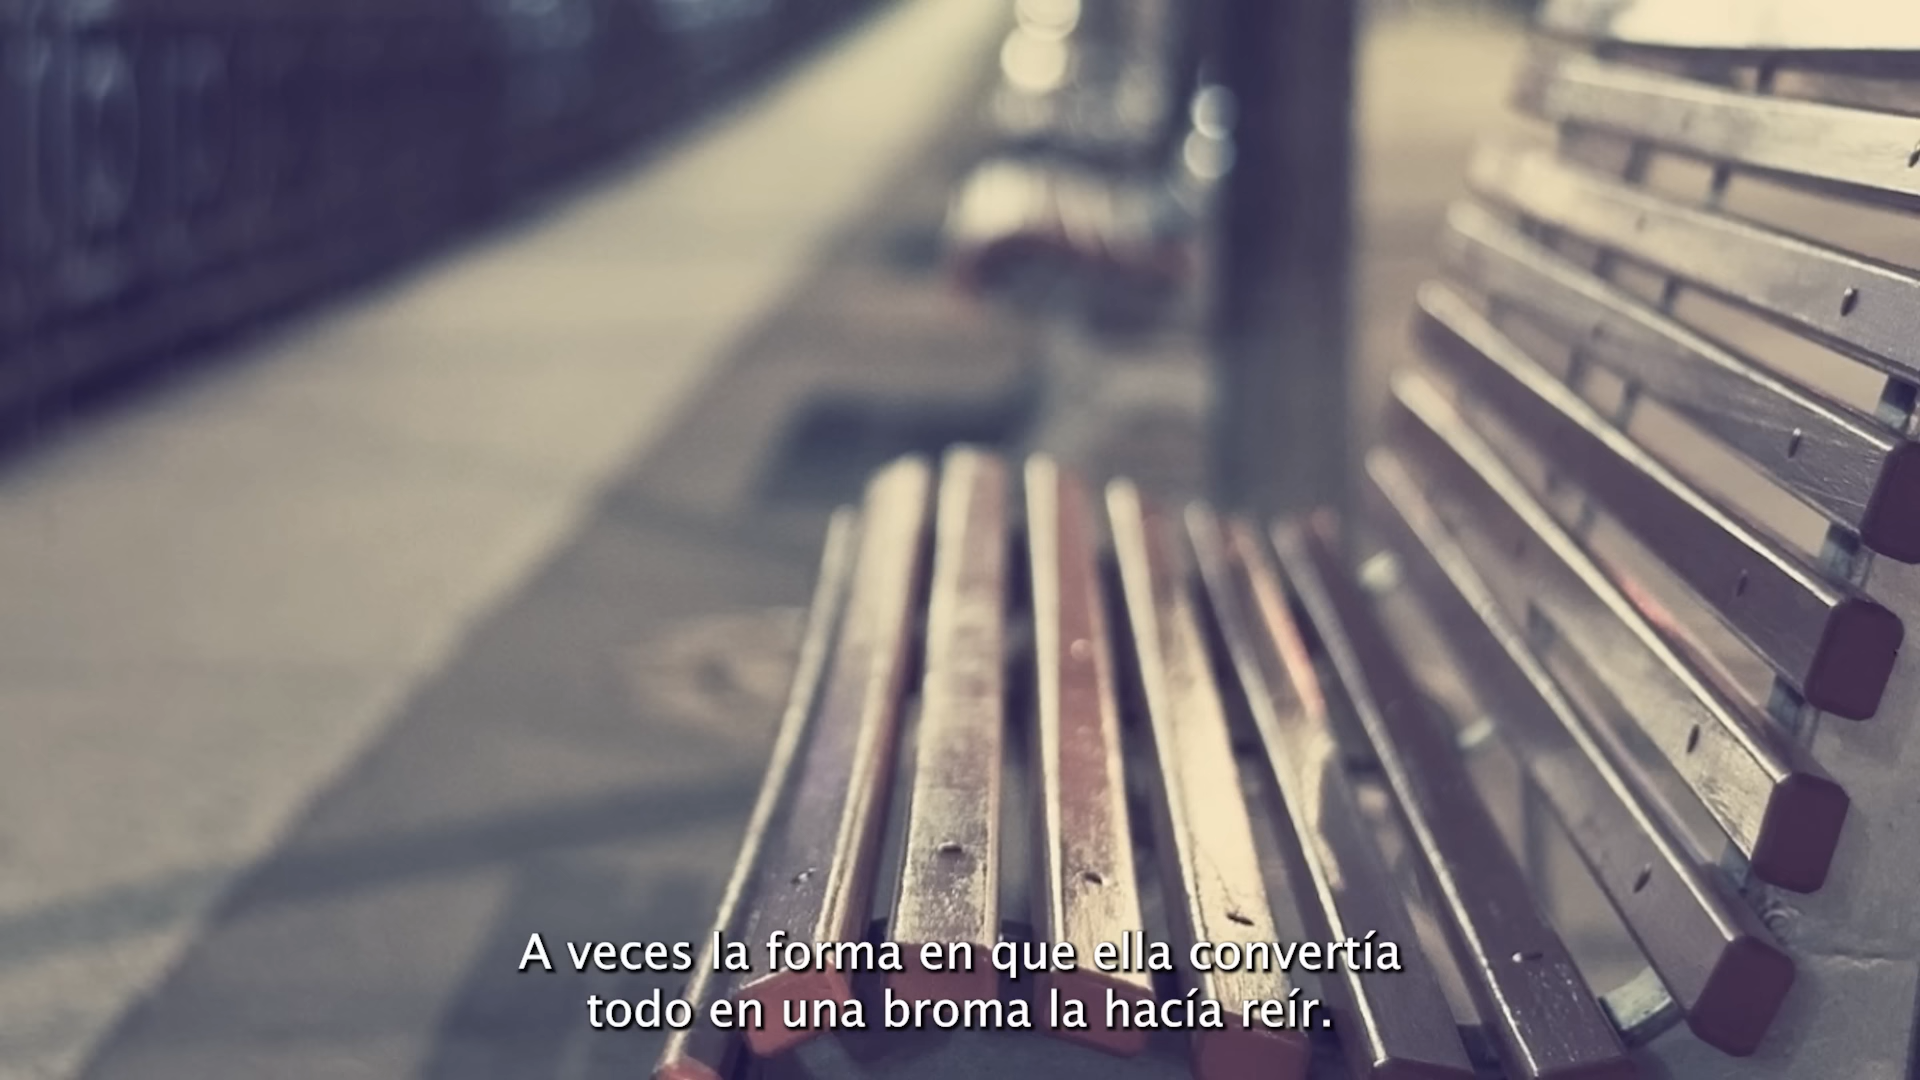 A veces la forma en que ella convertía
todo en una broma la hacía reír.